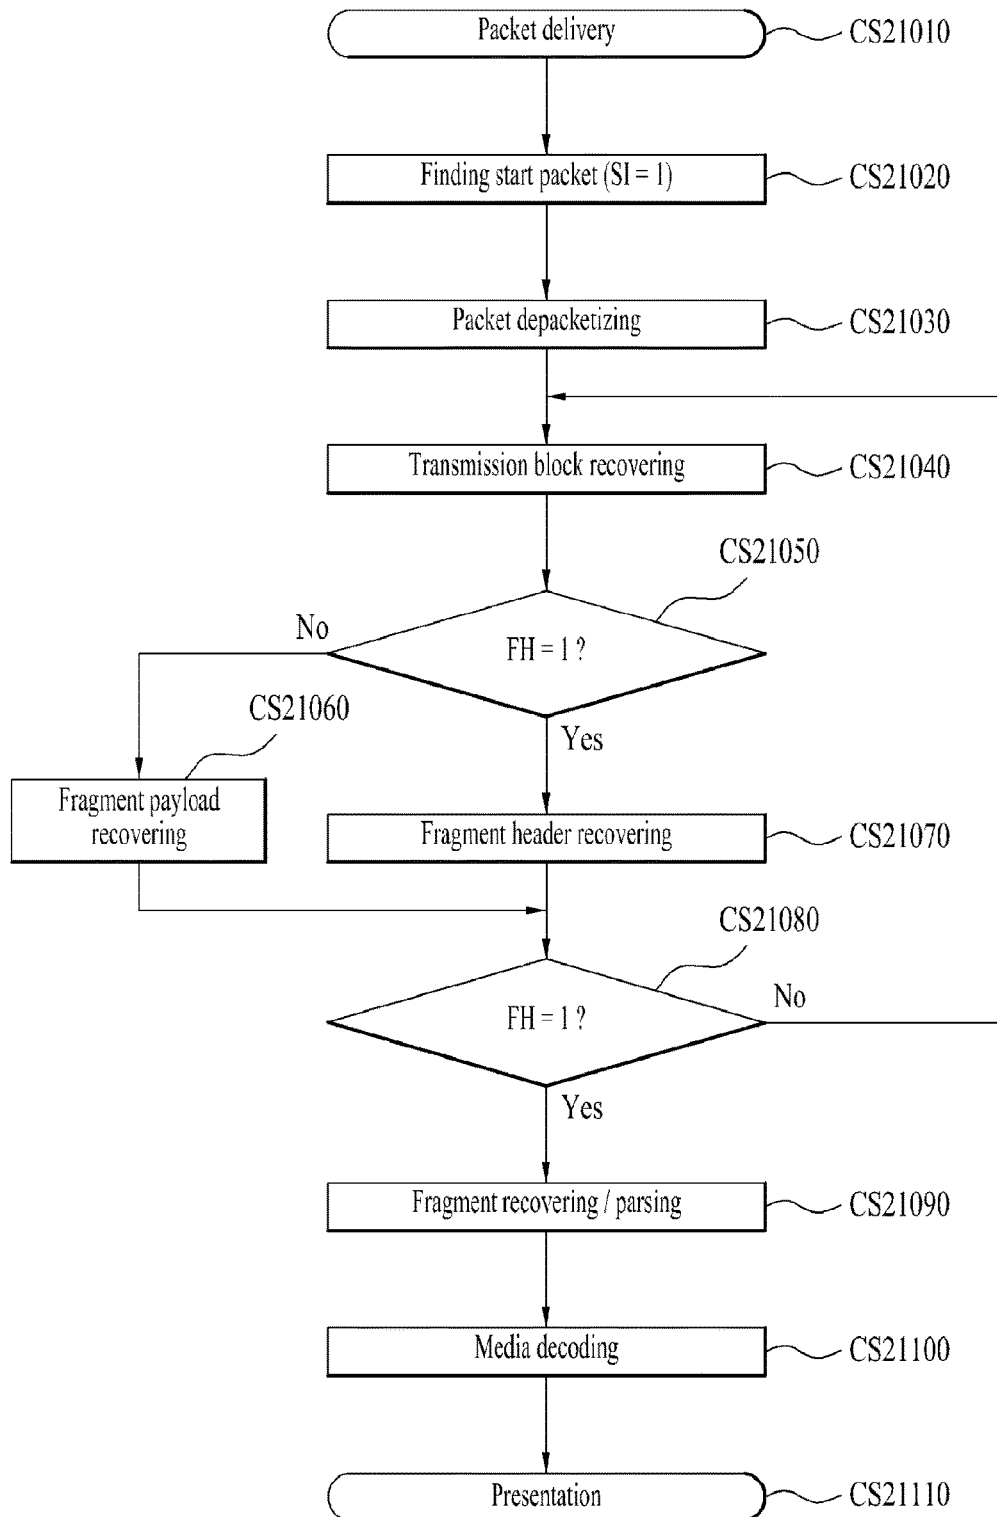 Packet delivery
CS21010
Finding start packet (SI = 1)
CS21020
Packet depacketizing
CS21030
Transmission block recovering
CS21040
CS21050
No
FH = 1 ?
CS21060
Yes
Fragment payload
recovering
Fragment header recovering
CS21070
CS21080
No
FH = 1 ?
Yes
Fragment recovering / parsing
CS21090
Media decoding
CS21100
Presentation
CS21110